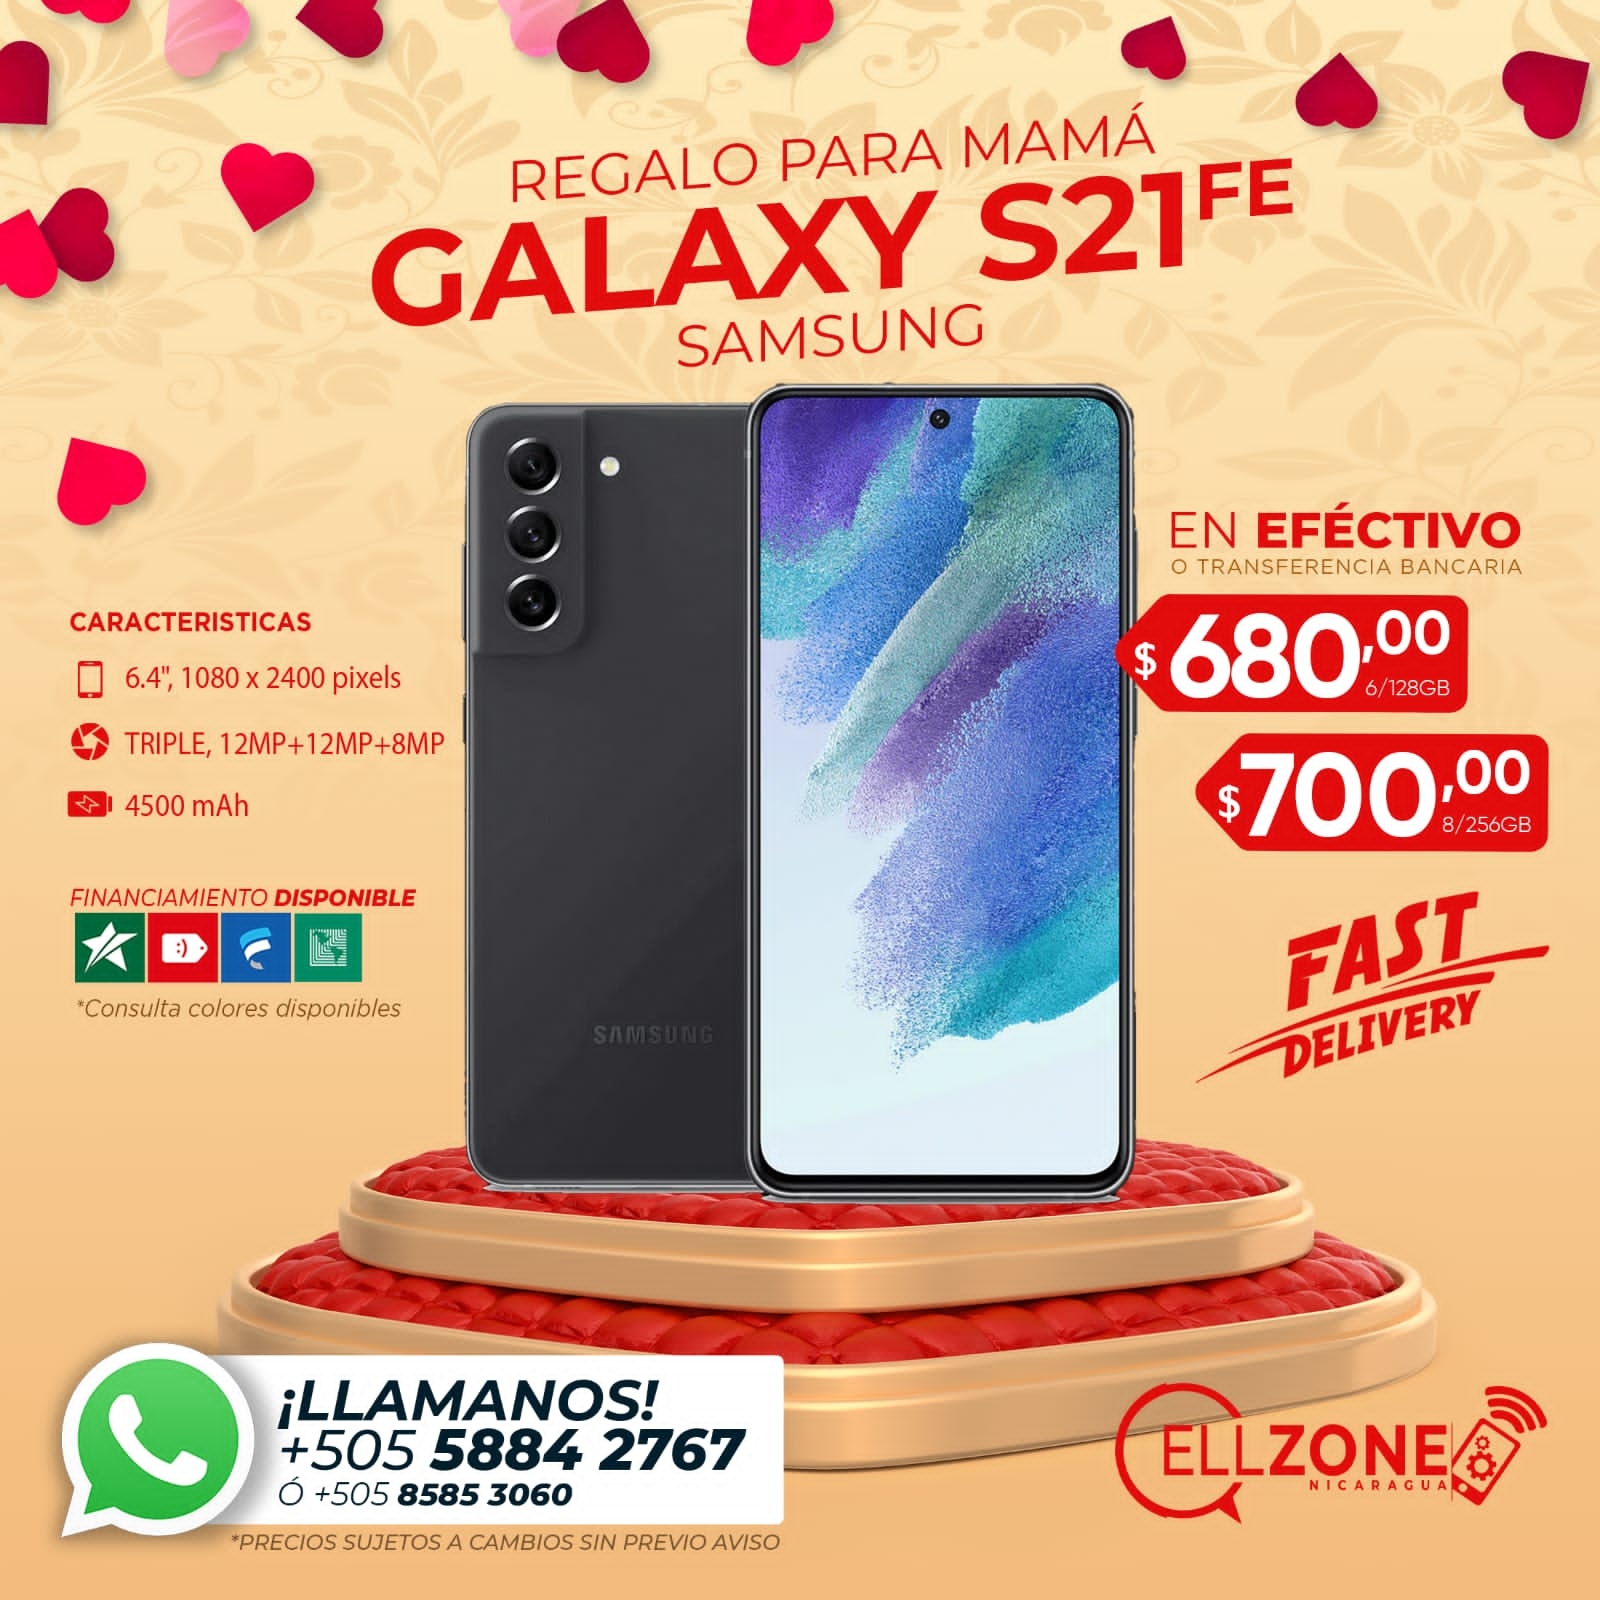 REGALO PARA MAMÁ
GALAXY S21 FE
SAMSUNG
EN EFÉCTIVO
O TRANSFERENCIA BANCARIA
$680,00
6/128GB
$700,00
8/256GB
CARACTERISTICAS
6.4", 1080 x 2400 pixels
TRIPLE, 12MP+12MP+8MP
4500 mAh
FINANCIAMIENTO DISPONIBLE
:)
*Consulta colores disponibles
SAMSUNG
FAST
DELIVERY
¡LLAMANOS!
+505 5884 2767
Ó +505 8585 3060
*PRECIOS SUJETOS A CAMBIOS SIN PREVIO AVISO
CELLZONE
NICARAGUA